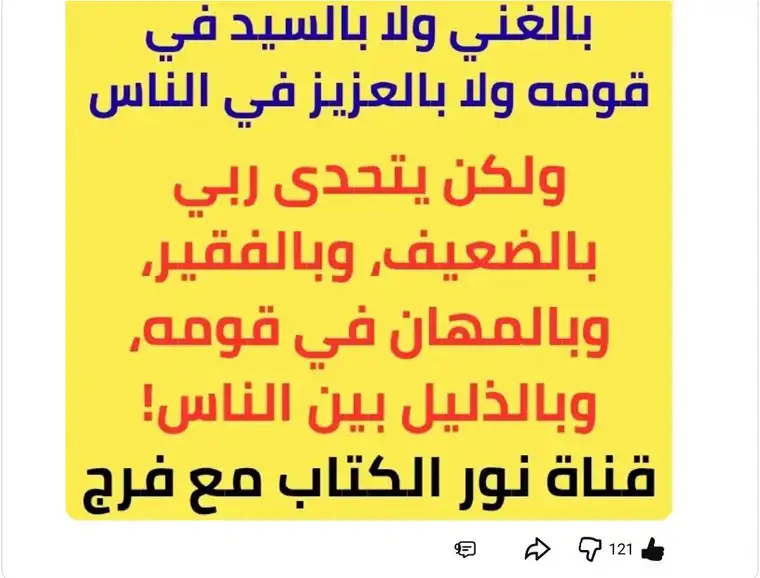 بالغني ولا بالسيد في
قومه ولا بالعزيز في الناس
ولكن يتحدى ربي
بالضعيف، وبالفقير،
وبالمهان في قومه،
وبالذليل بين الناس!
قناة نور الكتاب مع فرج
121
9